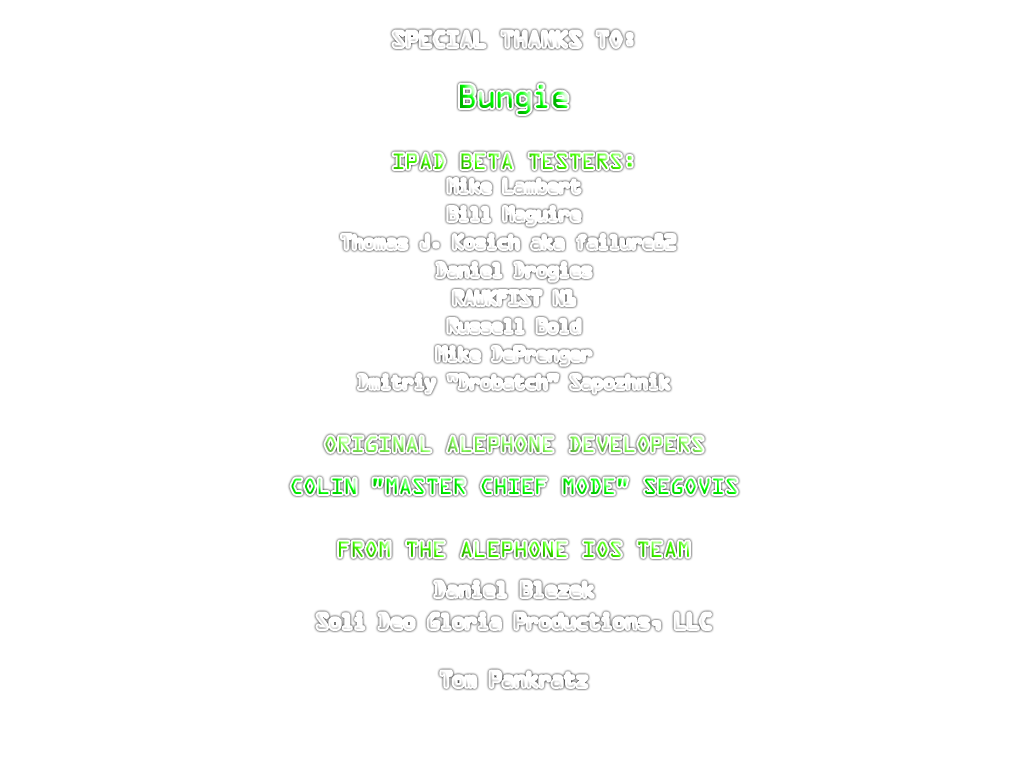 SPECIAL THANKS TO:
Bungie
IPAD BETA TESTERS:
Mike Lambert
Bill Maguire
Thomas J. Kosich aka failure82
Daniel Drogies
RAWKFIST N6
Russell Bold
Mike DePranger
Dmitriy "Drobatch" Sapozhnik
ORIGINAL ALEPHONE DEVELOPERS
COLIN "MASTER CHIEF MODE" SEGOVIS
FROM THE ALEPHONE IOS TEAM
Daniel Blezek
Soli Deo Gloria Productions, LLC
Tom Pankratz